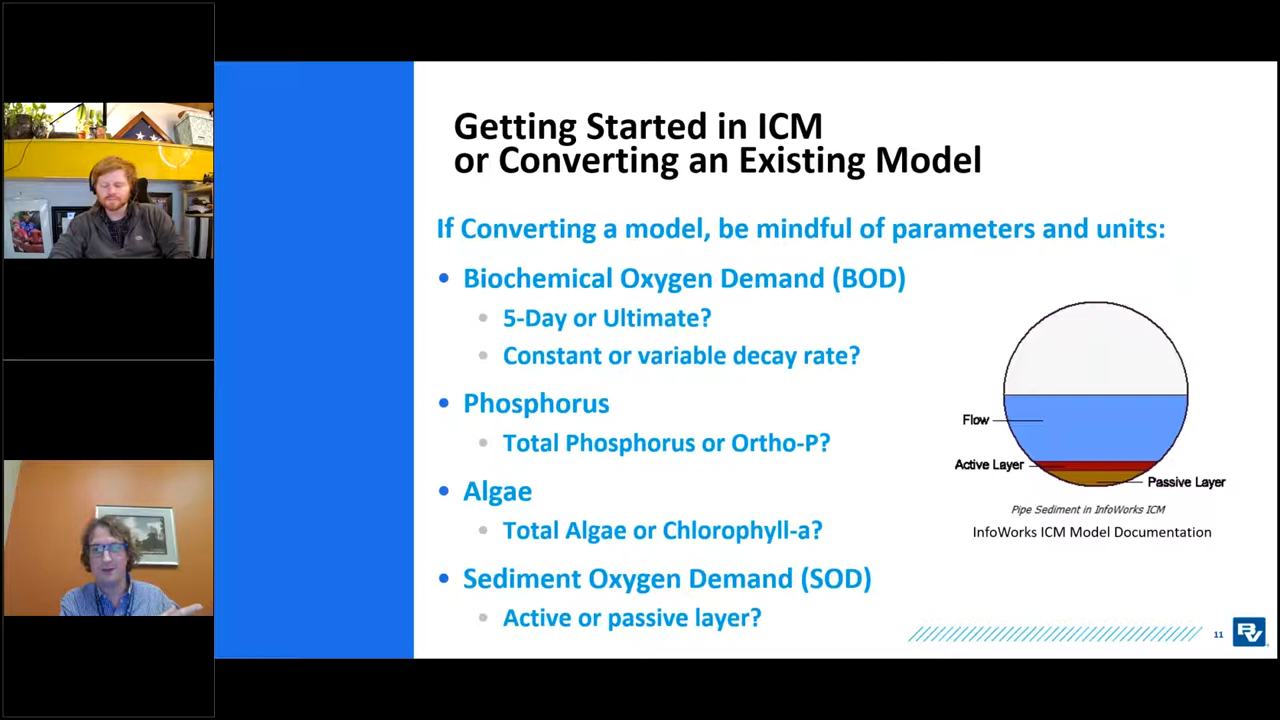 Getting Started in ICM
or Converting an Existing Model
If Converting a model, be mindful of parameters and units:
• Biochemical Oxygen Demand (BOD)
• 5-Day or Ultimate?
• Constant or variable decay rate?
• Phosphorus
• Total Phosphorus or Ortho-P?
• Algae
• Total Algae or Chlorophyll-a?
• Sediment Oxygen Demand (SOD)
• Active or passive layer?
Flow
Active Layer
Passive Layer
Pipe Sediment in InfoWorks ICM
InfoWorks ICM Model Documentation
11
BV